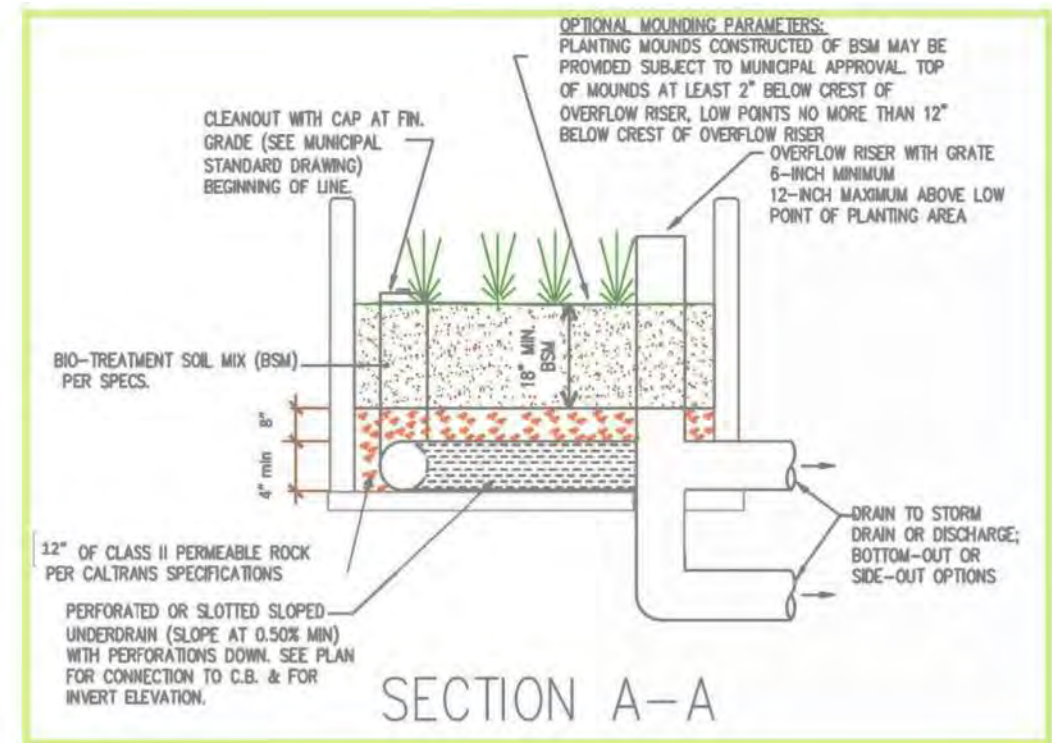 OPTIONAL MOUNDING PARAMETERS:
PLANTING MOUNDS CONSTRUCTED OF BSM MAY BE
PROVIDED SUBJECT TO MUNICIPAL APPROVAL. TOP
OF MOUNDS AT LEAST 2" BELOW CREST OF
OVERFLOW RISER, LOW POINTS NO MORE THAN 12"
BELOW CREST OF OVERFLOW RISER
CLEANOUT WITH CAP AT FIN.
GRADE (SEE MUNICIPAL
STANDARD DRAWING)
BEGINNING OF LINE.
OVERFLOW RISER WITH GRATE
6-INCH MINIMUM
12-INCH MAXIMUM ABOVE LOW
POINT OF PLANTING AREA
18" MIN.
BSM
BIO-TREATMENT SOIL MIX (BSM)
PER SPECS.
8"
4" min
12" OF CLASS II PERMEABLE ROCK
PER CALTRANS SPECIFICATIONS
DRAIN TO STORM
DRAIN OR DISCHARGE;
BOTTOM-OUT OR
SIDE-OUT OPTIONS
PERFORATED OR SLOTTED SLOPED
UNDERDRAIN (SLOPE AT 0.50% MIN)
WITH PERFORATIONS DOWN. SEE PLAN
FOR CONNECTION TO C.B. & FOR
INVERT ELEVATION.
SECTION A-A